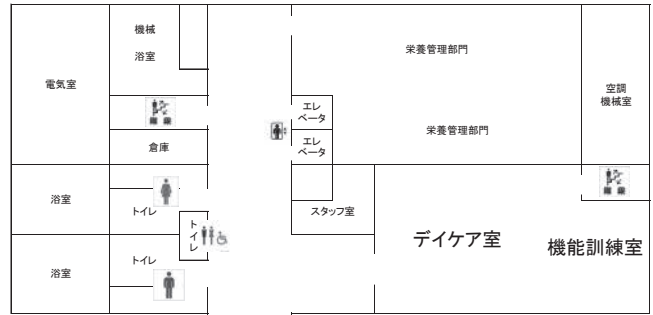 機械
浴室
電気室
栄養管理部門
空調
機械室
エレ
ベータ
栄養管理部門
倉庫
エレ
ベータ
浴室
トイレ
スタッフ室
トイレ
デイケア室
機能訓練室
トイレ
浴室